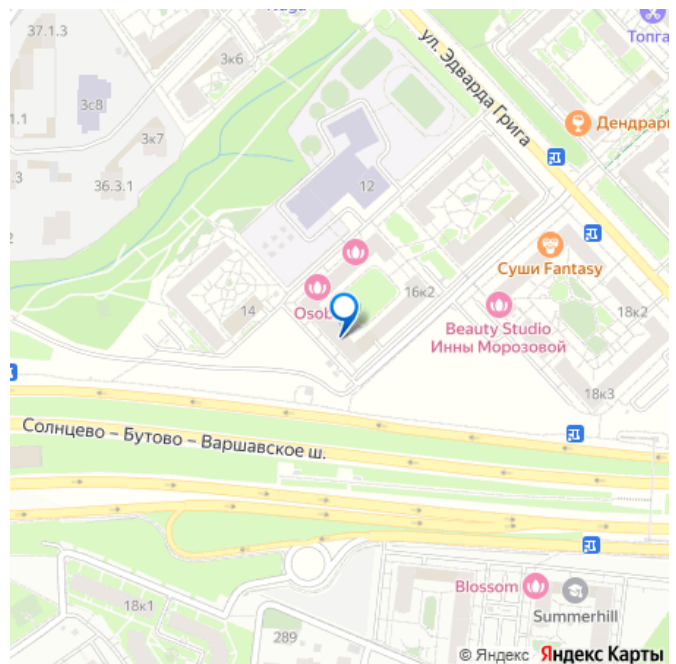 37.1.3
3к6
Топга
ул. Эдварда Грига
3с8
1.1
3к7
Дендрари
3
36.3.1
12
Суши Fantasy
16к2
14
Osob
18к2
Beauty Studio
Инны Морозовой
18к3
Солнцево – Бутово – Варшавское ш.
Blossom
Summerhill
18к1
289
© Яндекс Яндекс Карты